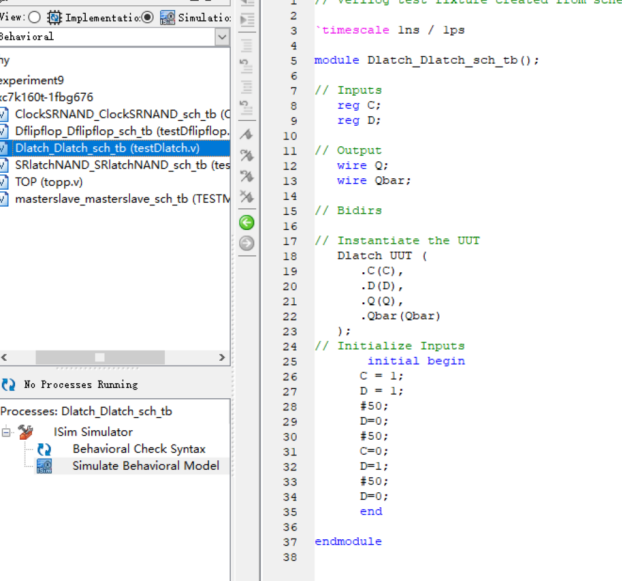 View: Implementatio Simulatio
Behavioral
experiment9
xc7k160t-1fbg676
ClockSRNAND_ClockSRNAND_sch_tb (C
Dflipflop_Dflipflop_sch_tb (testDflipflop.
Dlatch_Dlatch_sch_tb (testDlatch.v)
SRlatchNAND_SRlatchNAND_sch_tb (tes
TOP (topp.v)
masterslave_masterslave_sch_tb (TESTM
No Processes Running
Processes: Dlatch_Dlatch_sch_tb
ISim Simulator
Behavioral Check Syntax
Simulate Behavioral Model
1 // Verilog test fixture created from sche
2
3 `timescale 1ns / 1ps
4
5 module Dlatch_Dlatch_sch_tb();
6
7 // Inputs
8 reg C;
9 reg D;
10
11 // Output
12 wire Q;
13 wire Qbar;
14
15 // Bidirs
16
17 // Instantiate the UUT
18 Dlatch UUT (
19 .C(C),
20 .D(D),
21 .Q(Q),
22 .Qbar(Qbar)
23 );
24 // Initialize Inputs
25 initial begin
26 C = 1;
27 D = 1;
28 #50;
29 D=0;
30 #50;
31 C=0;
32 D=1;
33 #50;
34 D=0;
35 end
36
37 endmodule
38